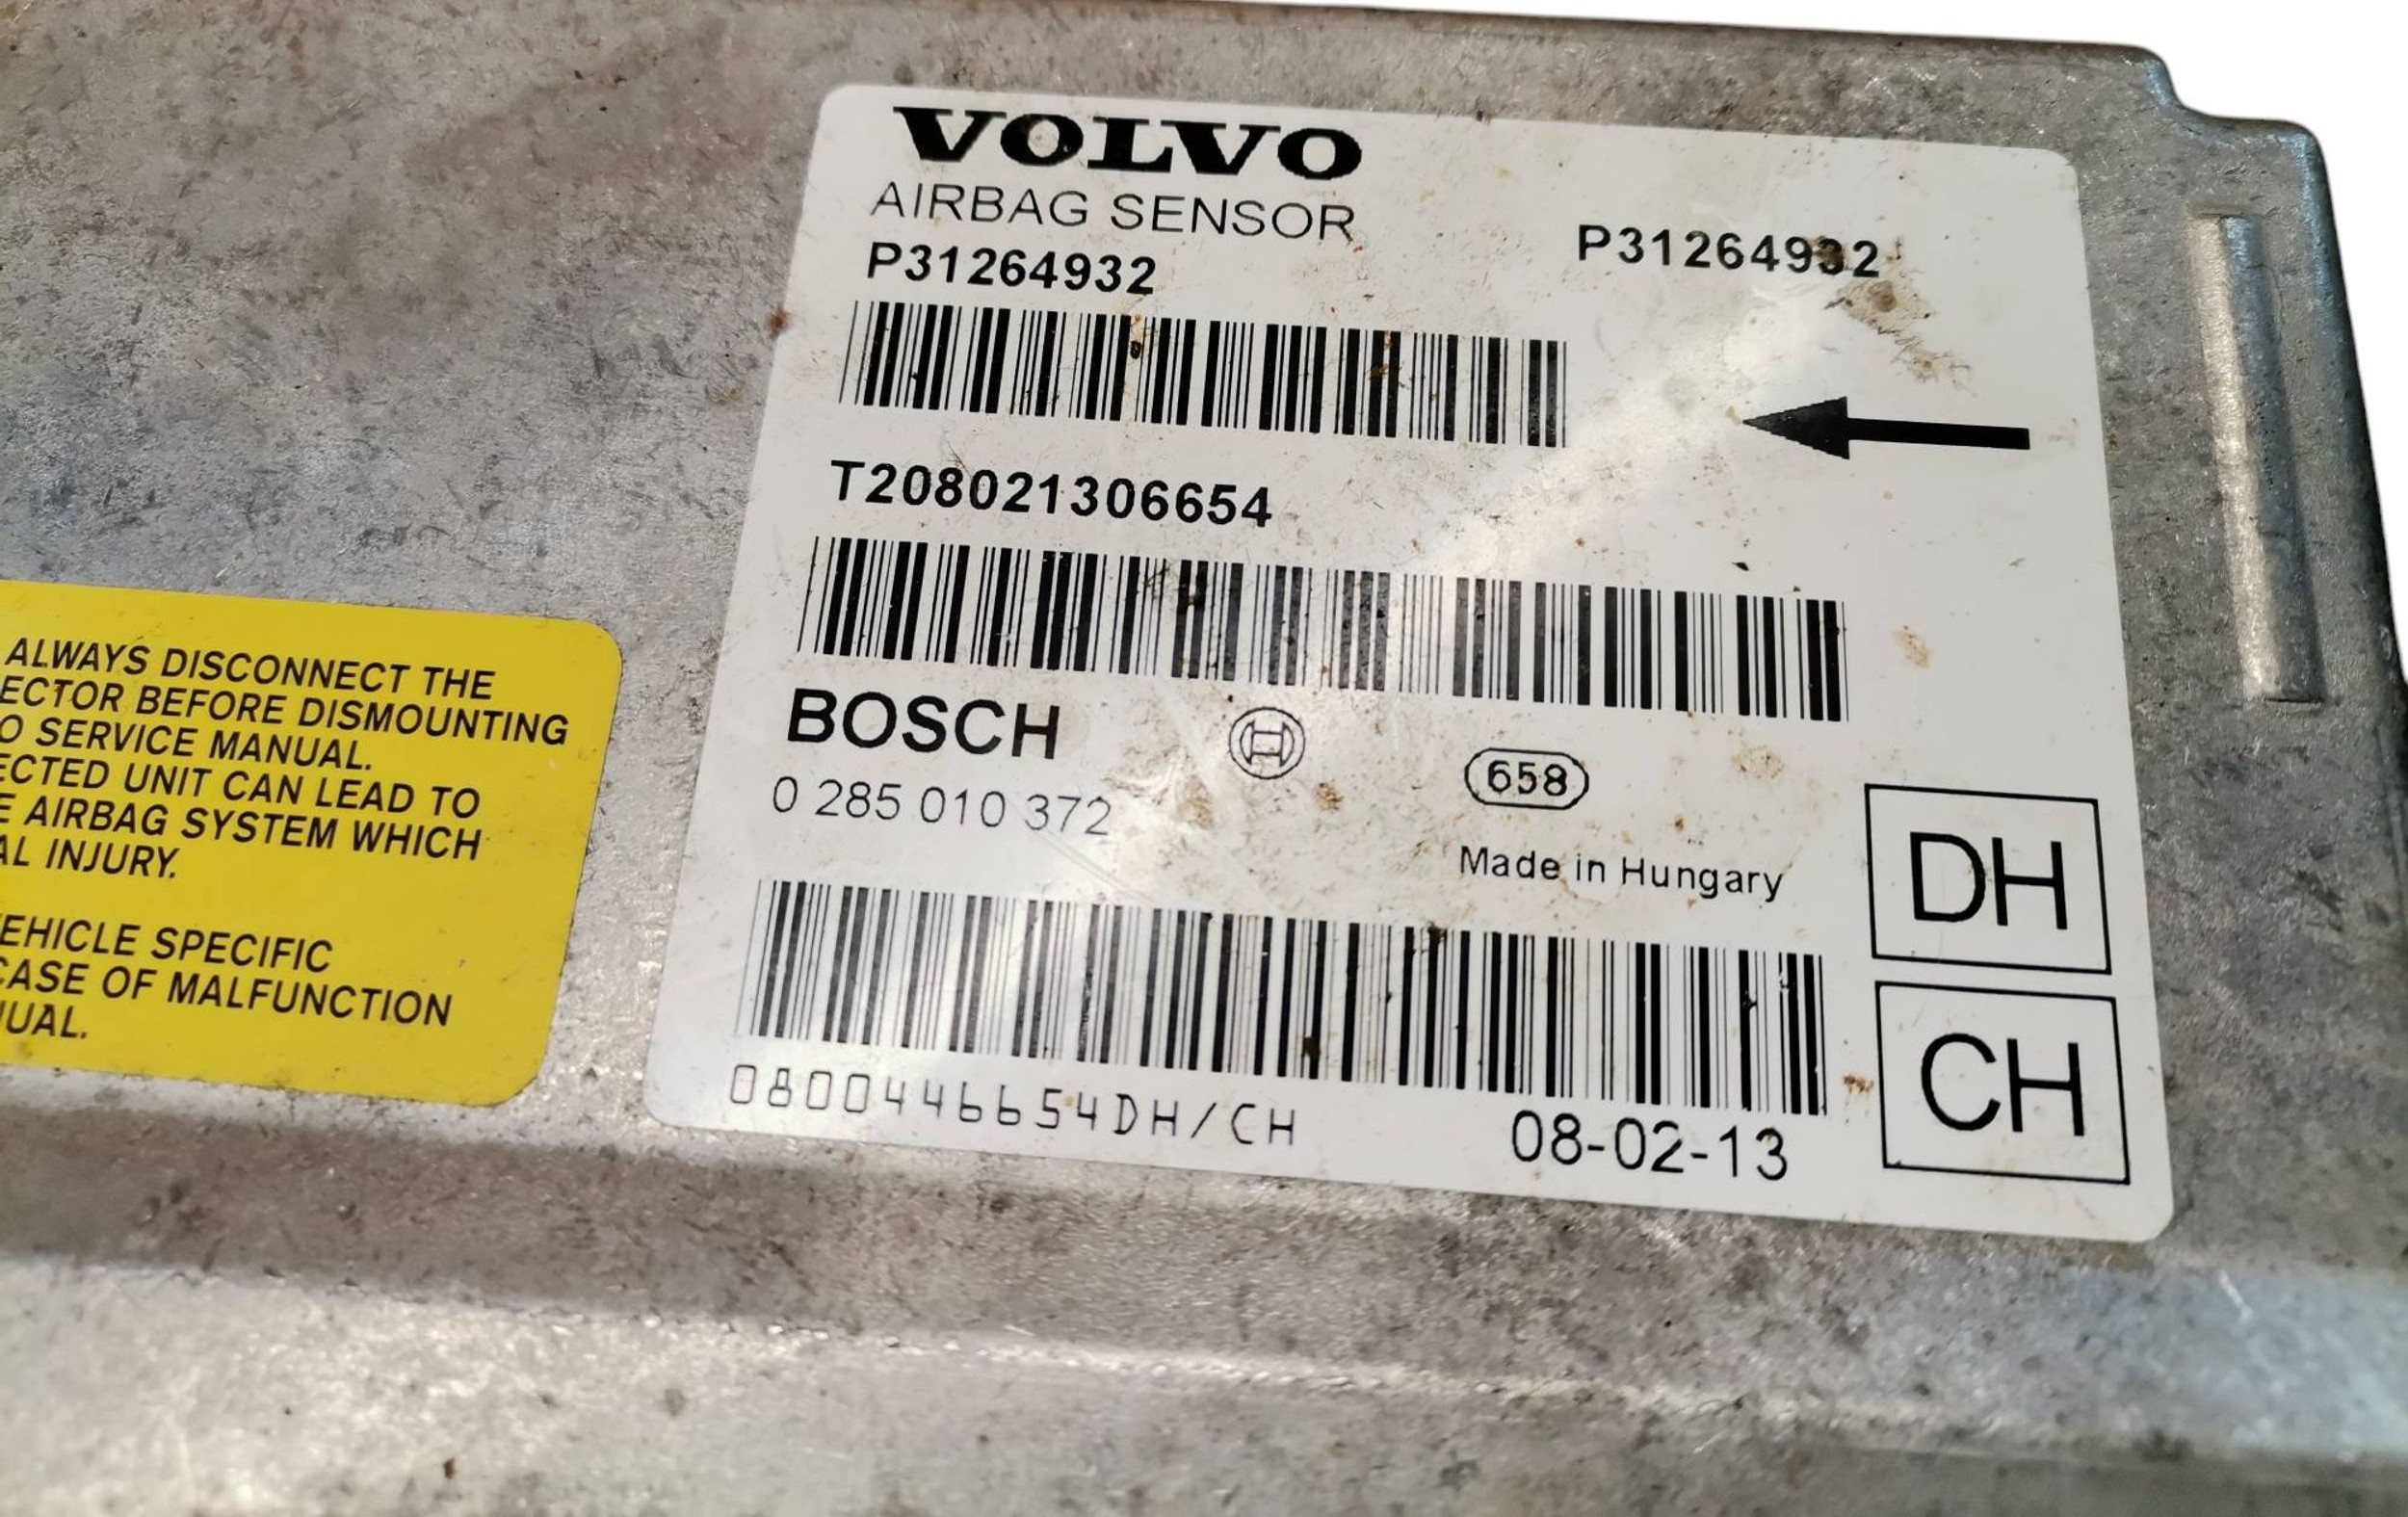 VOLVO
AIRBAG SENSOR
P31264932
P31264932
T208021306654
BOSCH
0 285 010 372
658
Made in Hungary
DH
CH
0800446654DH/CH
08-02-13
ALWAYS DISCONNECT THE
ECTOR BEFORE DISMOUNTING
O SERVICE MANUAL.
ECTED UNIT CAN LEAD TO
E AIRBAG SYSTEM WHICH
AL INJURY.
EHICLE SPECIFIC
CASE OF MALFUNCTION
UAL.